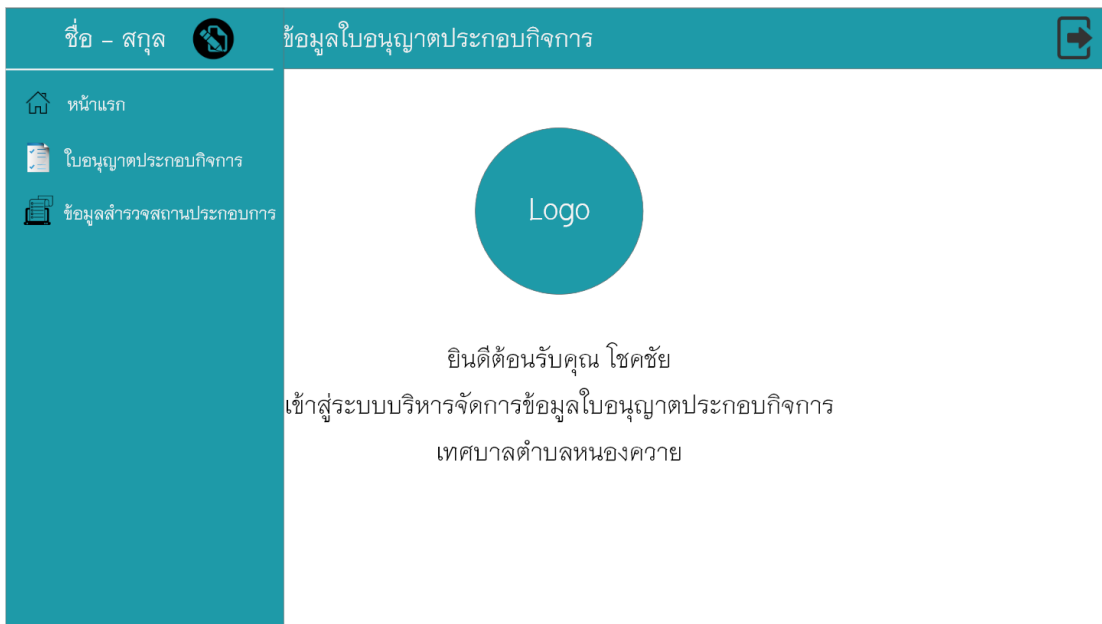 ชื่อ – สกุล
ข้อมูลใบอนุญาตประกอบกิจการ
หน้าแรก
ใบอนุญาตประกอบกิจการ
ข้อมูลสำรวจสถานประกอบการ
Logo
ยินดีต้อนรับคุณ โชคชัย
เข้าสู่ระบบบริหารจัดการข้อมูลใบอนุญาตประกอบกิจการ
เทศบาลตำบลหนองควาย